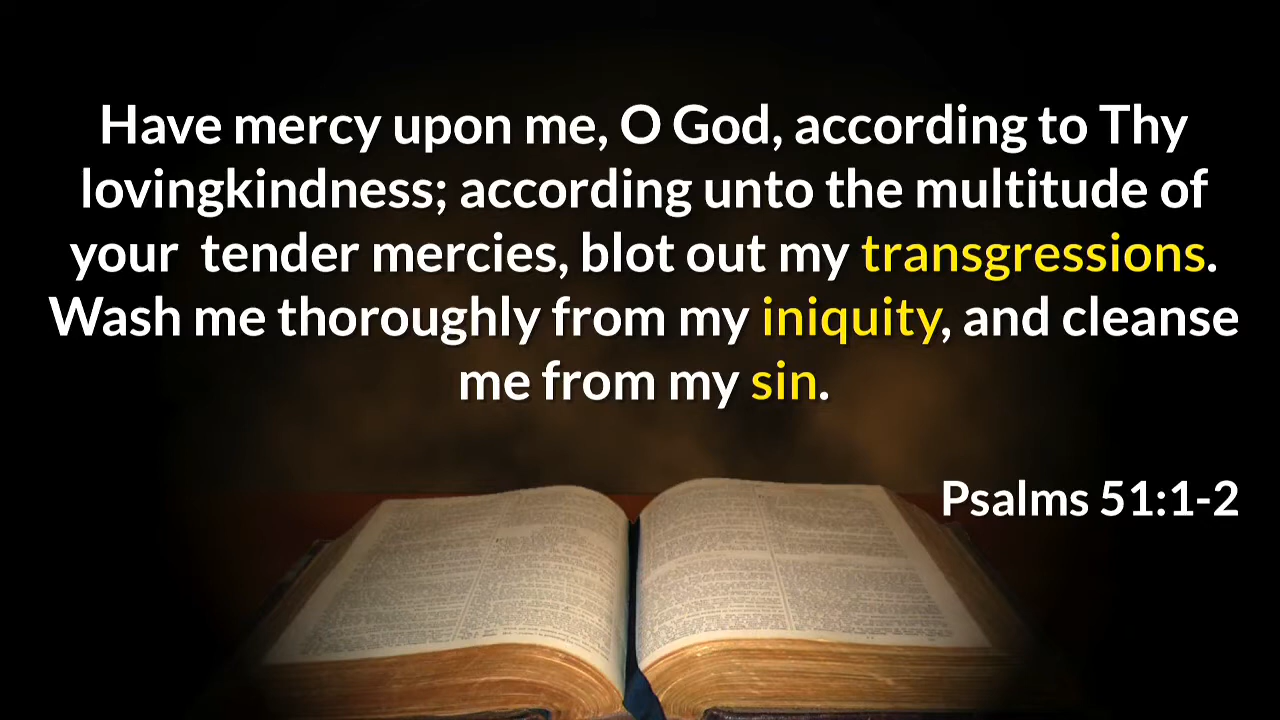 Have mercy upon me, O God, according to Thy
lovingkindness; according unto the multitude of
your  tender mercies, blot out my transgressions.
Wash me thoroughly from my iniquity, and cleanse
me from my sin.
Psalms 51:1-2